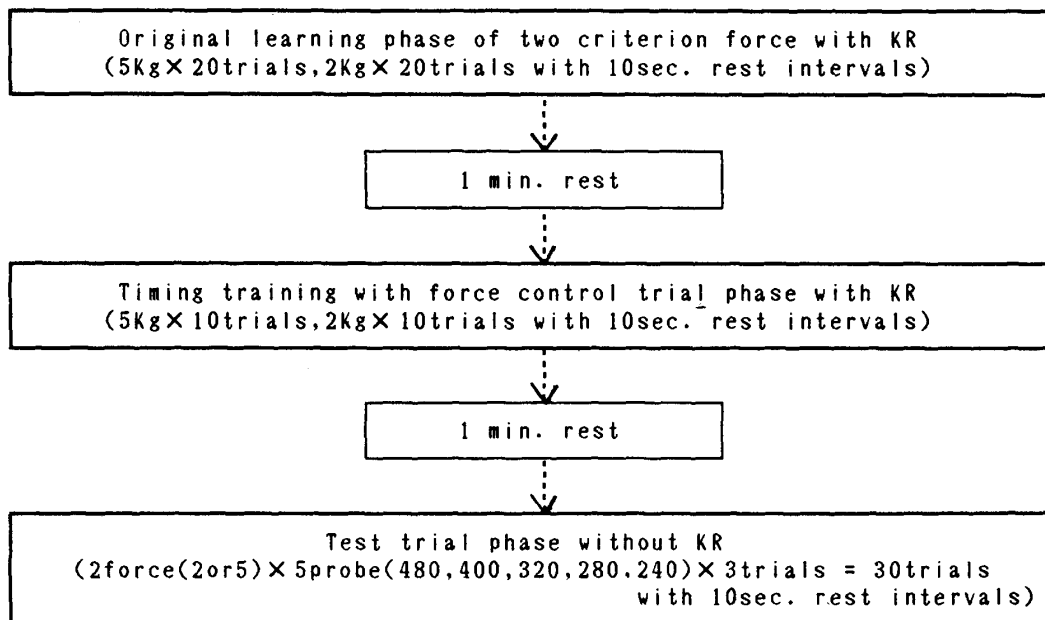 Original learning phase of two criterion force with KR
(5Kg×20trials,2Kg×20trials with 10sec. rest intervals)
1 min. rest
Timing training with force control trial phase with KR
(5Kg×10trials,2Kg×10trials with 10sec. rest intervals)
1 min. rest
Test trial phase without KR
(2force(2or5)×5probe(480,400,320,280.240)×3trials = 30trials
with 10sec. rest intervals)